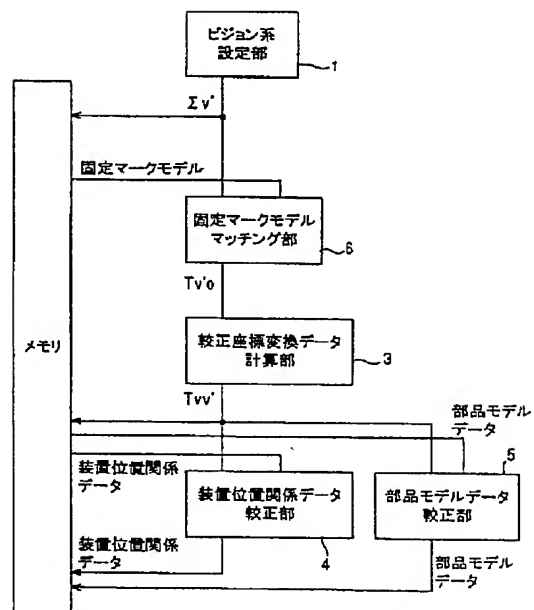 ビジョン系
設定部
1
Σv'
固定マークモデル
固定マークモデル
マッチング部
6
Tv'o
メモリ
較正座標変換データ
計算部
3
Tvv'
部品モデル
データ
装置位置関係
データ
装置位置関係データ
較正部
4
5
部品モデルデータ
較正部
装置位置関係
データ
部品モデル
データ